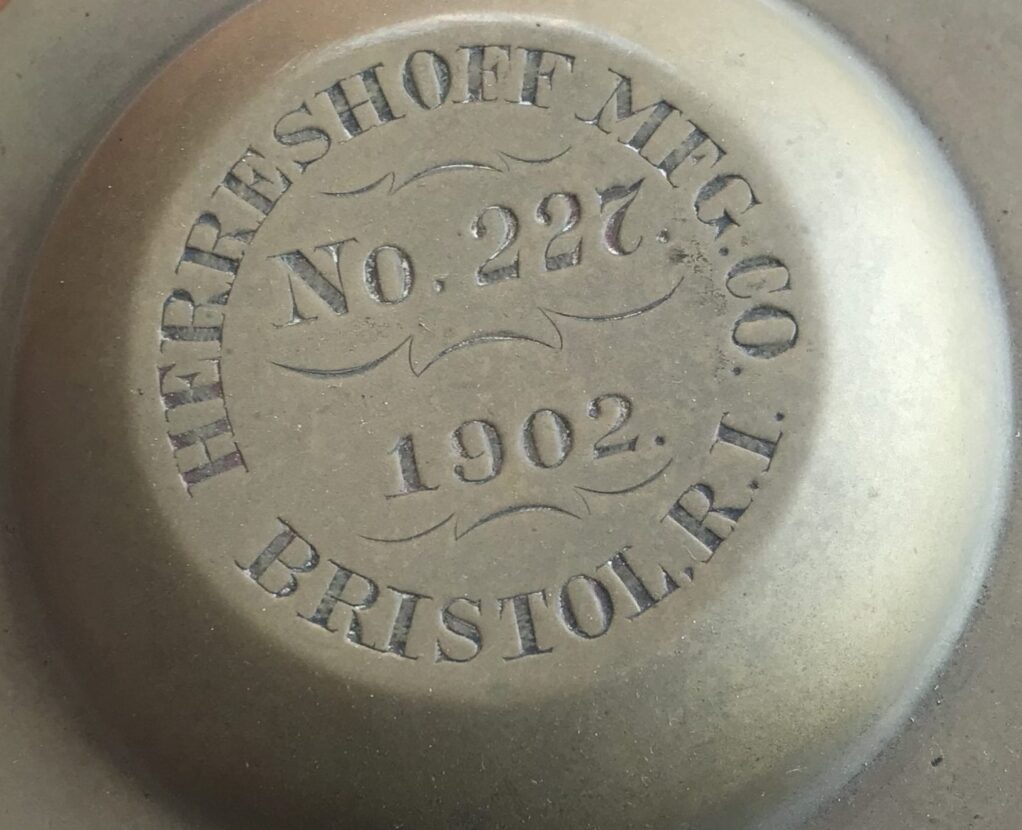 HERRESHOFF MFG. CO.
No. 227.
1902.
BRISTOL, R.I.